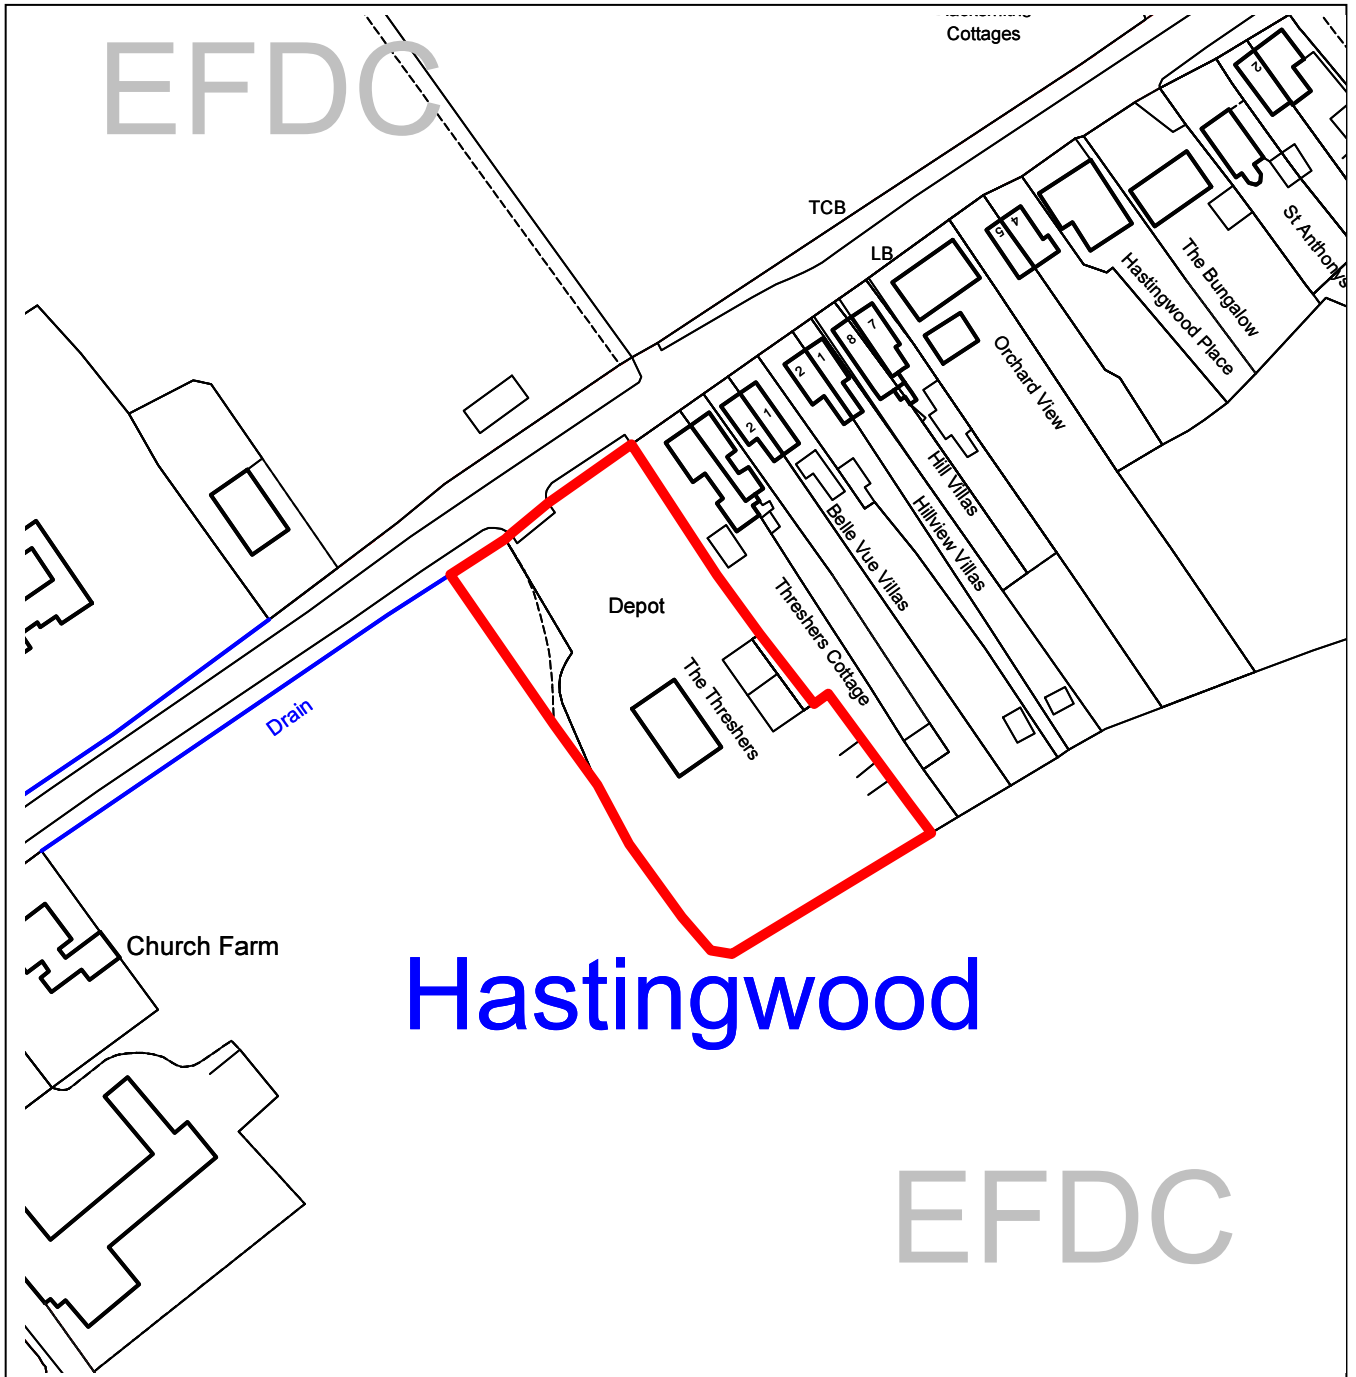 Cottages
EFDC
2
TCB
St Anthonys
LB
4
5
The Bungalow
Hastingwood Place
7
8
Orchard View
1
2
1
2
Hill Villas
Hillview Villas
Belle Vue Villas
Threshers Cottage
Depot
The Threshers
Drain
Church Farm
Hastingwood
EFDC